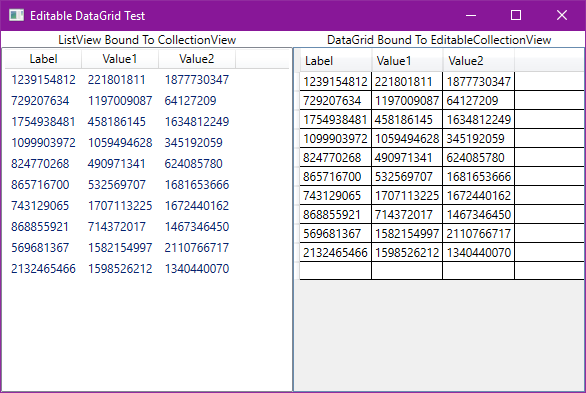 Editable DataGrid Test
ListView Bound To CollectionView
Label Value1 Value2
1239154812 221801811 1877730347
729207634 1197009087 64127209
1754938481 458186145 1634812249
1099903972 1059494628 345192059
824770268 490971341 624085780
865716700 532569707 1681653666
743129065 1707113225 1672440162
868855921 714372017 1467346450
569681367 1582154997 2110766717
2132465466 1598526212 1340440070
DataGrid Bound To EditableCollectionView
Label Value1 Value2
1239154812 221801811 1877730347
729207634 1197009087 64127209
1754938481 458186145 1634812249
1099903972 1059494628 345192059
824770268 490971341 624085780
865716700 532569707 1681653666
743129065 1707113225 1672440162
868855921 714372017 1467346450
569681367 1582154997 2110766717
2132465466 1598526212 1340440070